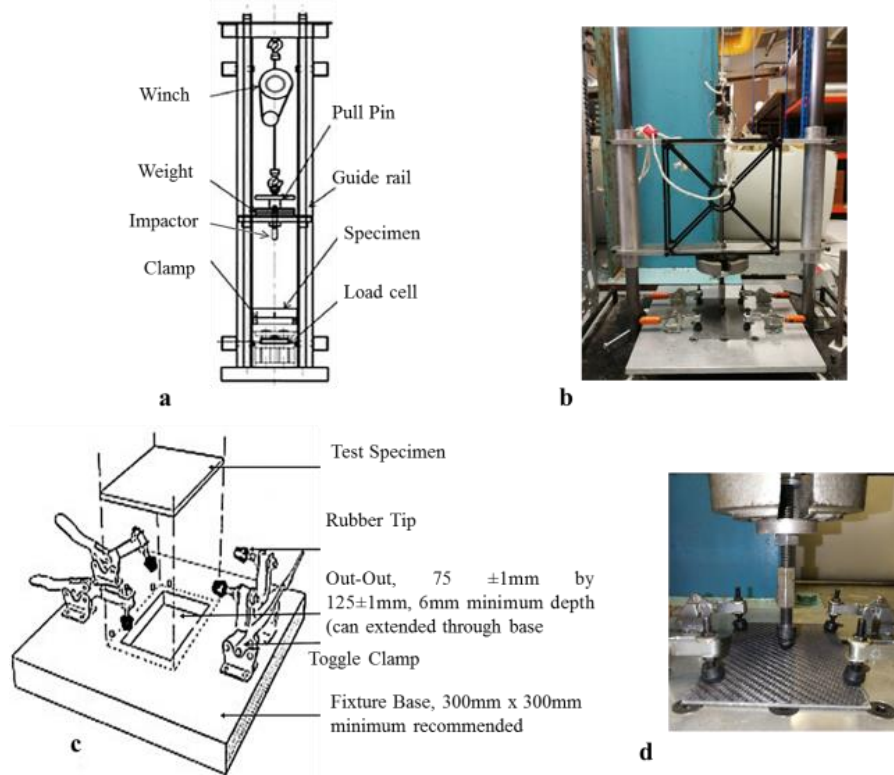 Winch
Pull Pin
Weight
Guide rail
Impactor
Specimen
Clamp
Load cell
a
b
Test Specimen
Rubber Tip
Out-Out, 75 ±1mm by
125±1mm, 6mm minimum depth
(can extended through base
Toggle Clamp
Fixture Base, 300mm x 300mm
minimum recommended
c
d